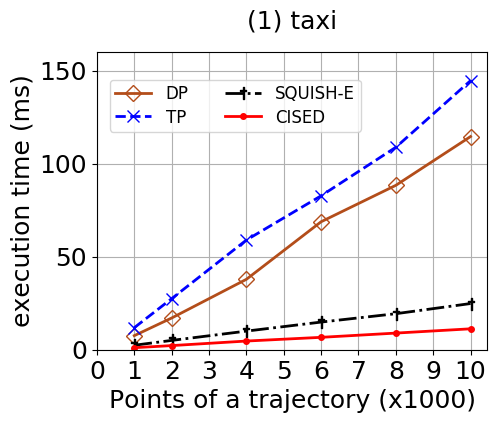 (1) taxi
execution time (ms)
150
100
50
0
DP
TP
SQUISH-E
CISED
0 1 2 3 4 5 6 7 8 9 10
Points of a trajectory (x1000)